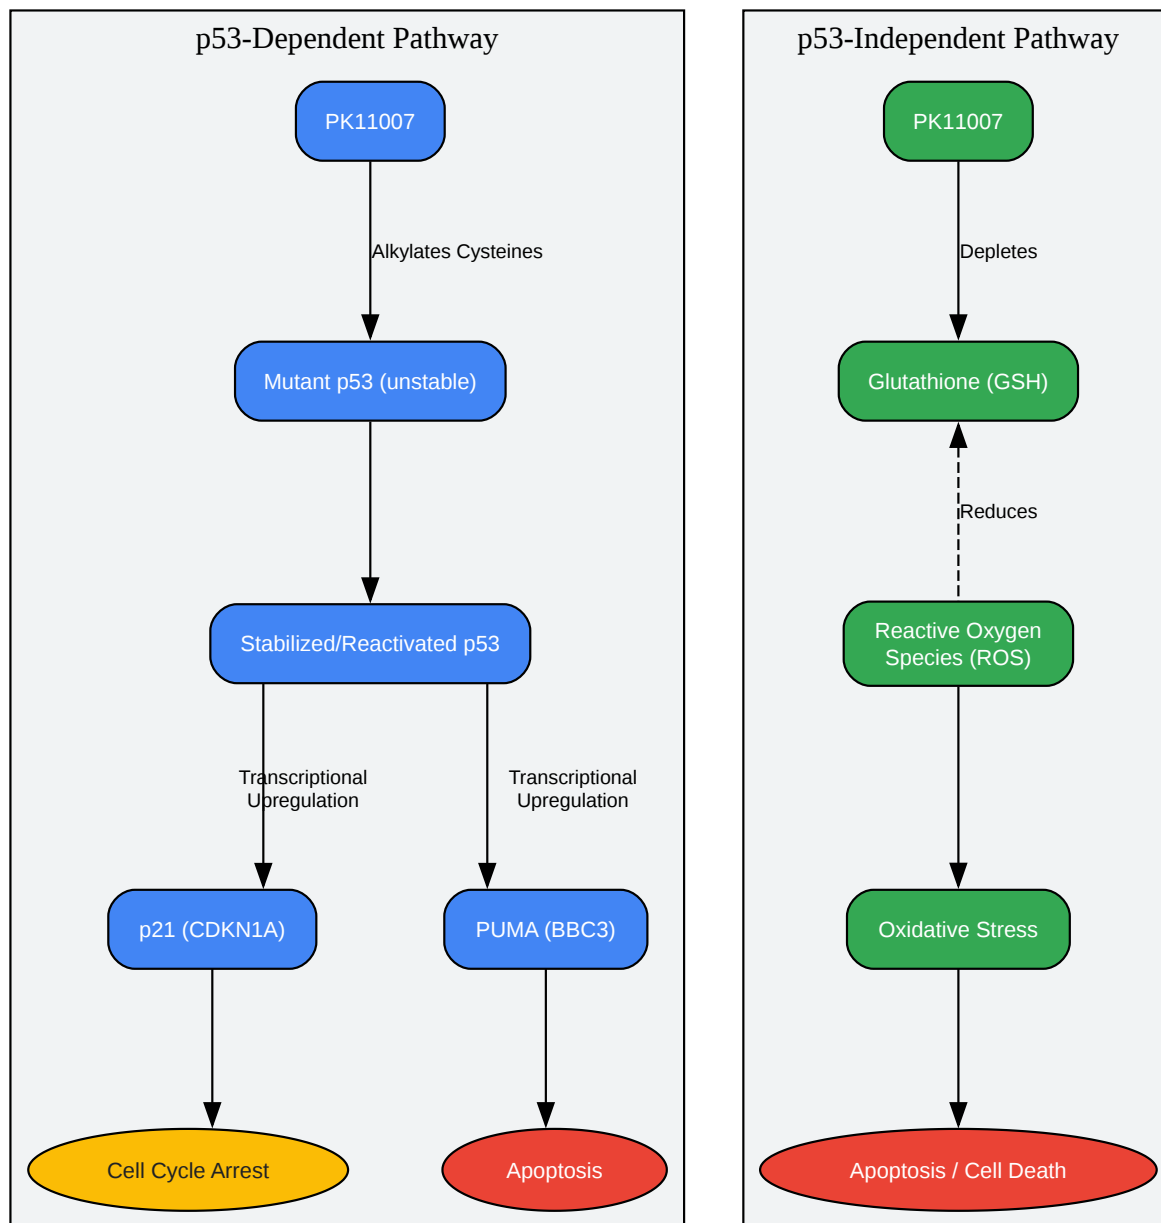 p53-Dependent Pathway
PK11007
Alkylates Cysteines
Mutant p53 (unstable)
Stabilized/Reactivated p53
Transcriptional
Upregulation
Transcriptional
Upregulation
p21 (CDKN1A)
PUMA (BBC3)
Cell Cycle Arrest
Apoptosis
p53-Independent Pathway
PK11007
Depletes
Glutathione (GSH)
Reduces
Reactive Oxygen
Species (ROS)
Oxidative Stress
Apoptosis / Cell Death